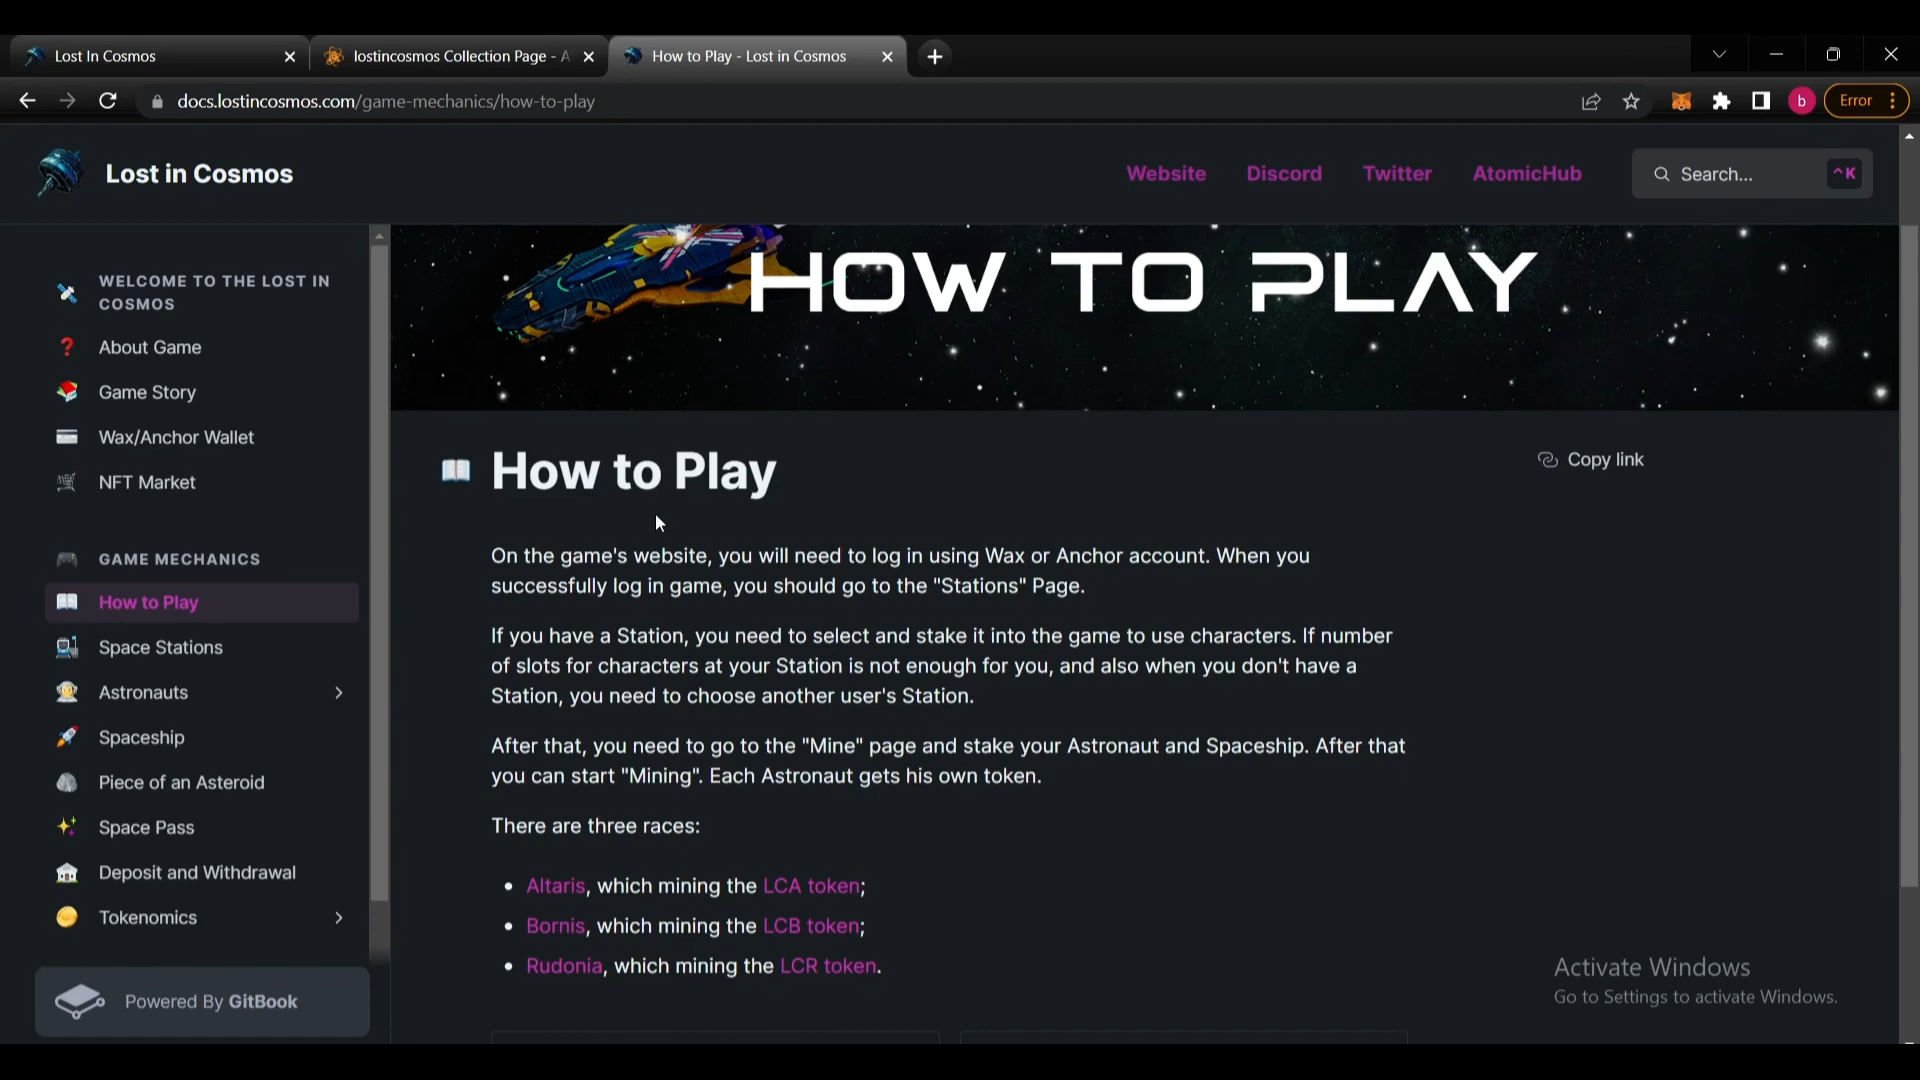 Lost In Cosmos
lostincosmos Collection Page - A
How to Play - Lost in Cosmos
docs.lostincosmos.com/game-mechanics/how-to-play
b
Error
Lost in Cosmos
Website
Discord
Twitter
AtomicHub
Search...
^K
WELCOME TO THE LOST IN
COSMOS
About Game
Game Story
Wax/Anchor Wallet
NFT Market
GAME MECHANICS
How to Play
Space Stations
Astronauts
Spaceship
Piece of an Asteroid
Space Pass
Deposit and Withdrawal
Tokenomics
Powered By GitBook
HOW TO PLAY
How to Play
Copy link
On the game's website, you will need to log in using Wax or Anchor account. When you
successfully log in game, you should go to the "Stations" Page.
If you have a Station, you need to select and stake it into the game to use characters. If number
of slots for characters at your Station is not enough for you, and also when you don't have a
Station, you need to choose another user's Station.
After that, you need to go to the "Mine" page and stake your Astronaut and Spaceship. After that
you can start "Mining". Each Astronaut gets his own token.
There are three races:
• Altaris, which mining the LCA token;
• Bornis, which mining the LCB token;
• Rudonia, which mining the LCR token.
Activate Windows
Go to Settings to activate Windows.